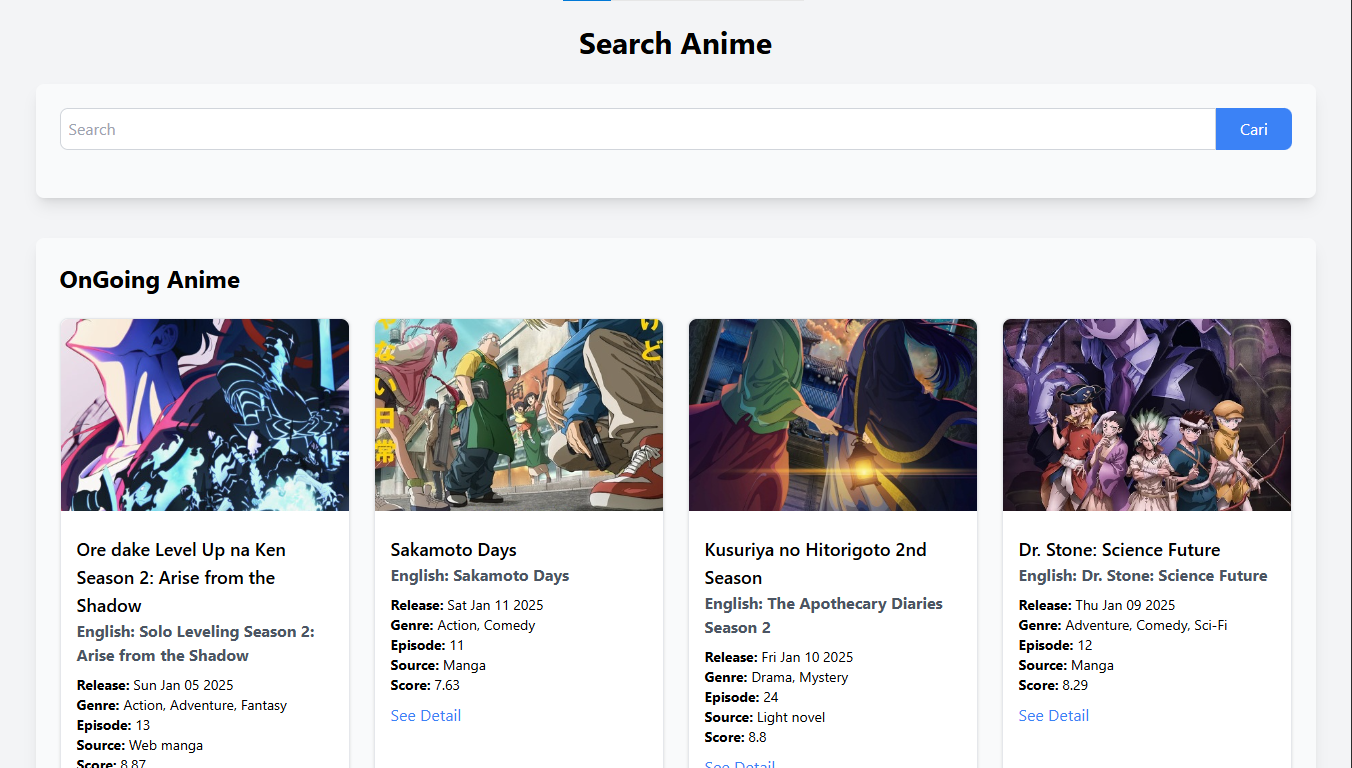 Search Anime
Search
Cari
OnGoing Anime
けど
ない日常
Ore dake Level Up na Ken
Season 2: Arise from the
Shadow
English: Solo Leveling Season 2:
Arise from the Shadow
Release: Sun Jan 05 2025
Genre: Action, Adventure, Fantasy
Episode: 13
Source: Web manga
Score: 8.87
Sakamoto Days
English: Sakamoto Days
Release: Sat Jan 11 2025
Genre: Action, Comedy
Episode: 11
Source: Manga
Score: 7.63
See Detail
Kusuriya no Hitorigoto 2nd
Season
English: The Apothecary Diaries
Season 2
Release: Fri Jan 10 2025
Genre: Drama, Mystery
Episode: 24
Source: Light novel
Score: 8.8
See Detail
Dr. Stone: Science Future
English: Dr. Stone: Science Future
Release: Thu Jan 09 2025
Genre: Adventure, Comedy, Sci-Fi
Episode: 12
Source: Manga
Score: 8.29
See Detail